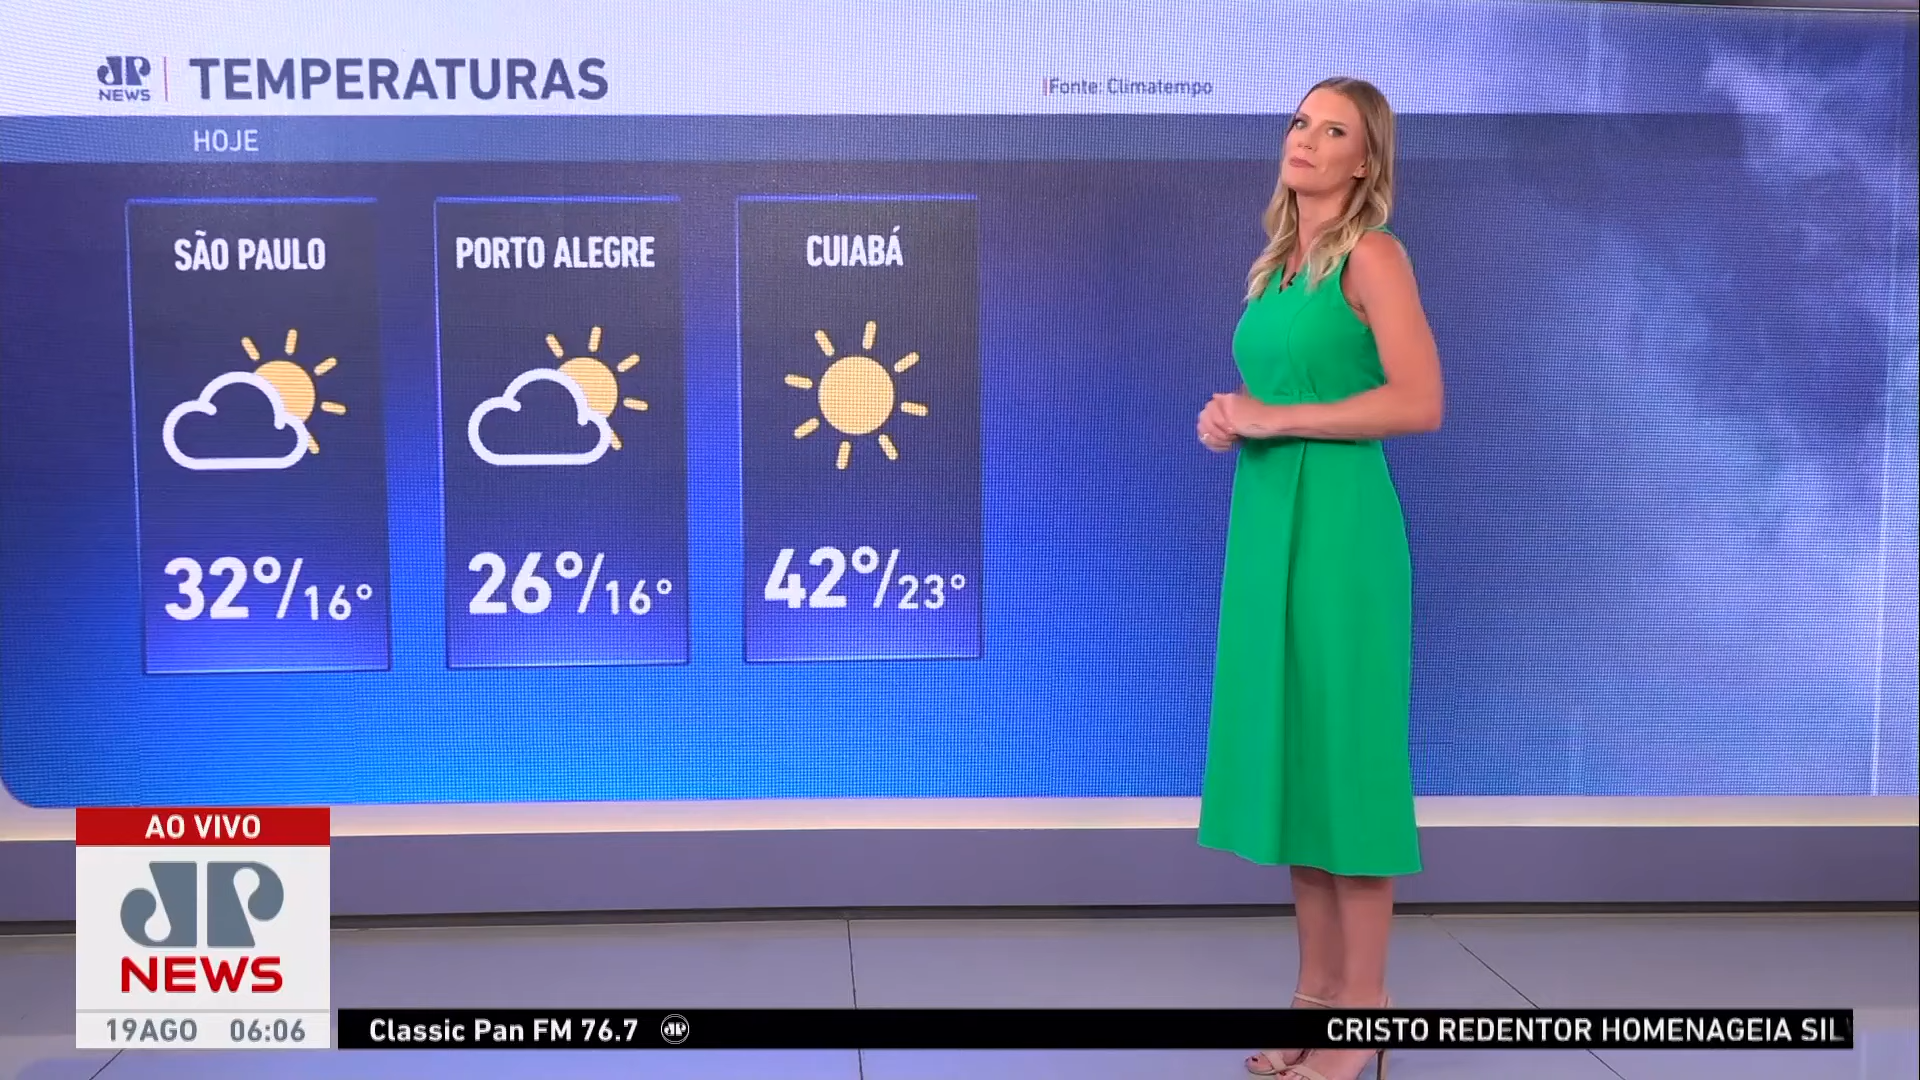 JP NEWS
TEMPERATURAS
Fonte: Climatempo
HOJE
SÃO PAULO
PORTO ALEGRE
CUIABÁ
32°/16°
26°/16°
42°/23°
AO VIVO
JP
NEWS
19AGO 06:06
Classic Pan FM 76.7 JP
CRISTO REDENTOR HOMENAGEIA SIL